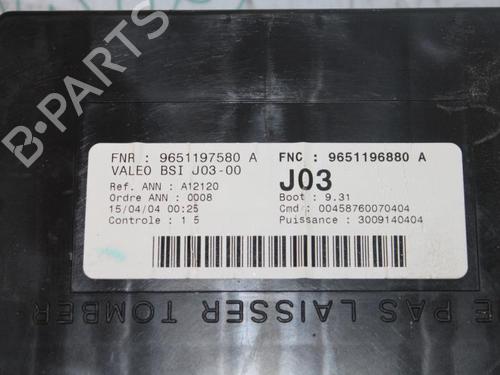 B-PARTS
FNR : 9651197580 A
VALEO BSI J03-00
Ref. ANN : A12120
Ordre ANN : 0008
15/04/04 00:25
Controle : 1 5
FNC : 9651196880 A
J03
Boot : 9.31
Cmd : 00458760070404
Puissance : 3009140404
E PAS LAISSER TOMBER